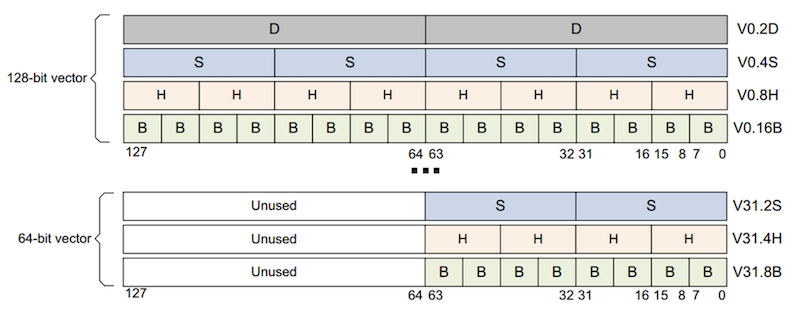 D D V0.2D
128-bit vector
S S S S V0.4S
H H H H H H H H V0.8H
B B B B B B B B B B B B B B B B V0.16B
127 64 63 32 31 16 15 8 7 0
...
Unused S S V31.2S
64-bit vector
Unused H H H H V31.4H
Unused B B B B B B B B V31.8B
127 64 63 32 31 16 15 8 7 0